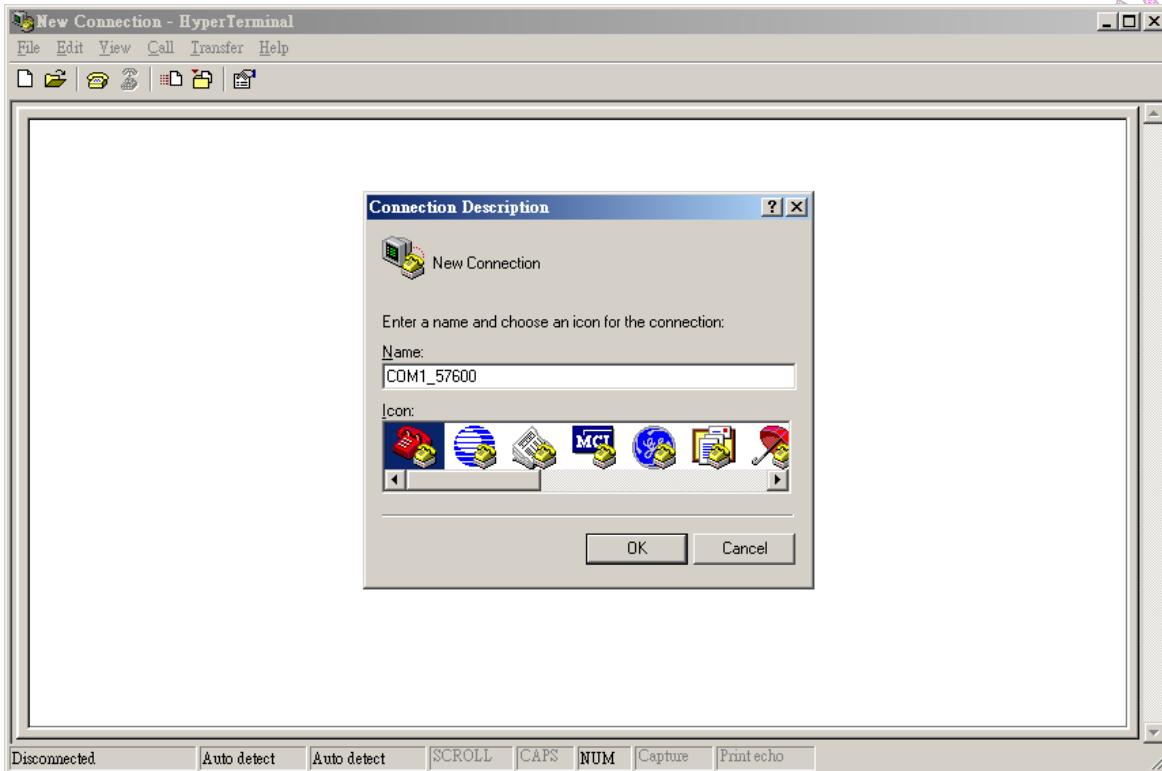 New Connection - HyperTerminal
File Edit View Call Transfer Help
Connection Description
New Connection
Enter a name and choose an icon for the connection:
Name:
COM1_57600
Icon:
MCI
OK Cancel
Disconnected Auto detect Auto detect SCROLL CAPS NUM Capture Print echo